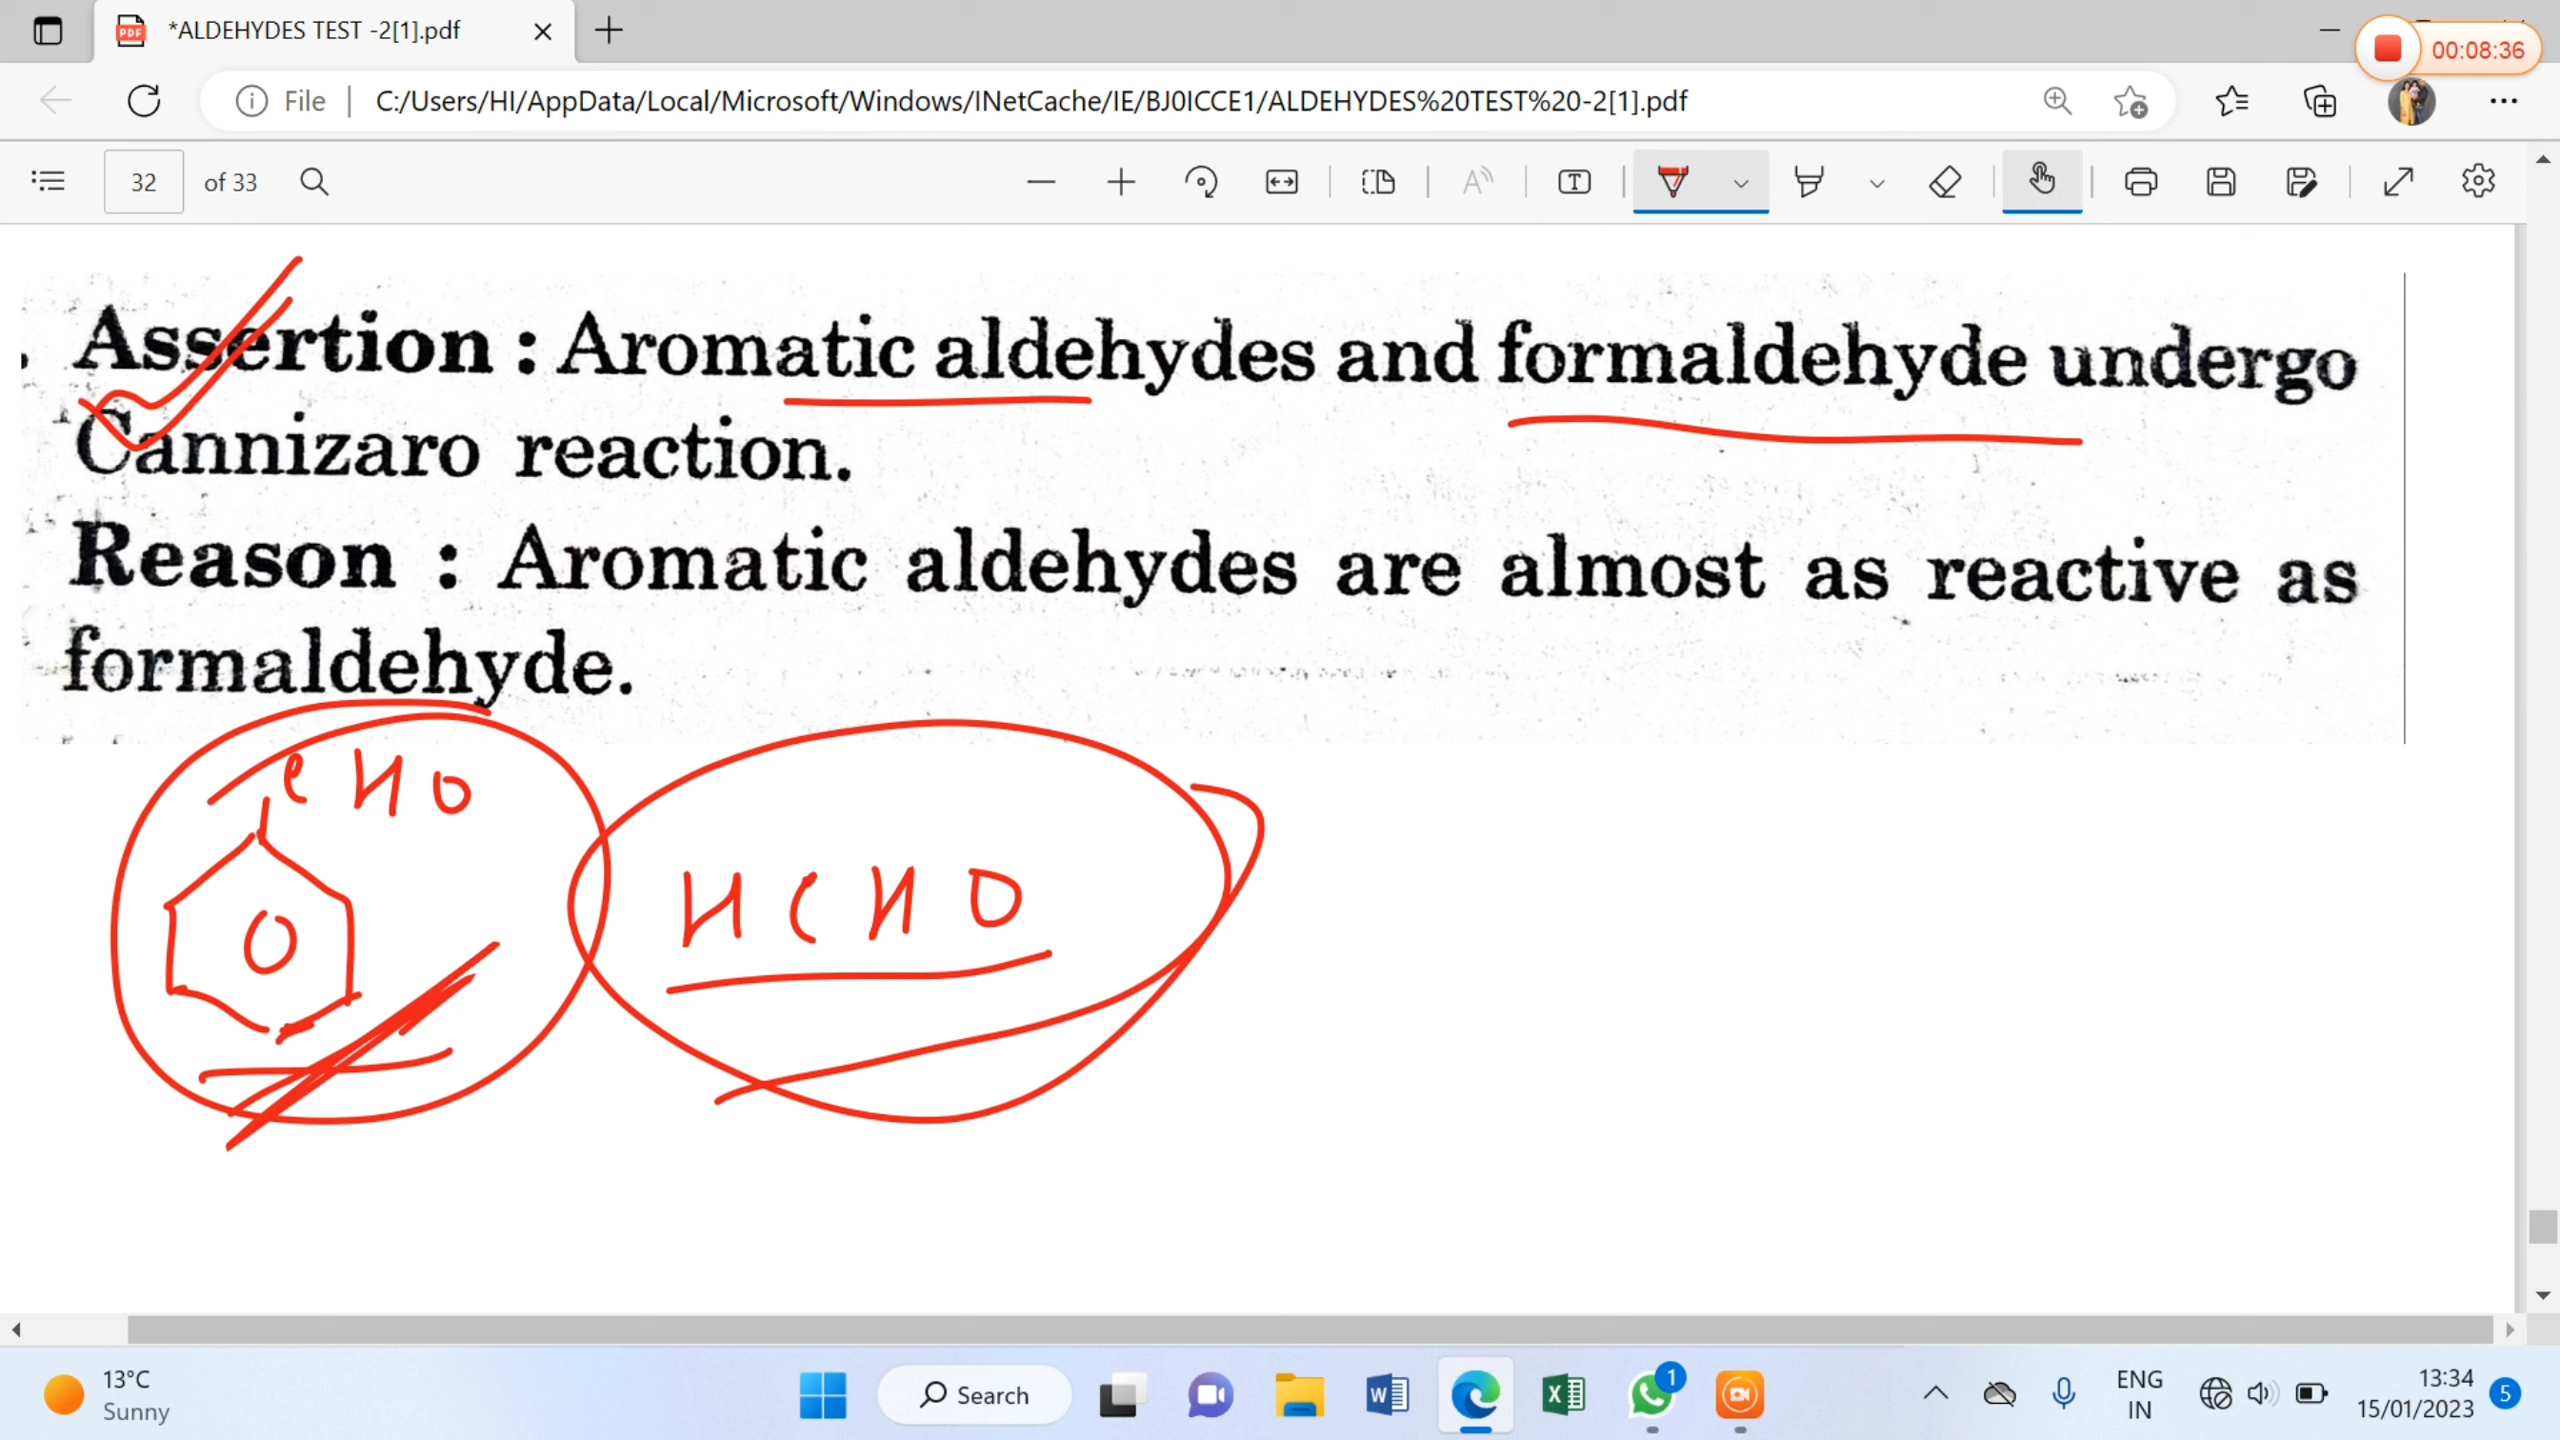 *ALDEHYDES TEST -2[1].pdf
00:08:36
File | C:/Users/HI/AppData/Local/Microsoft/Windows/INetCache/IE/BJ0ICCE1/ALDEHYDES%20TEST%20-2[1].pdf
32 of 33
Assertion : Aromatic aldehydes and formaldehyde undergo
Cannizaro reaction.
Reason : Aromatic aldehydes are almost as reactive as
formaldehyde.
CHO
HCHO
13°C
Sunny
Search
1
ENG
IN
13:34
15/01/2023
5